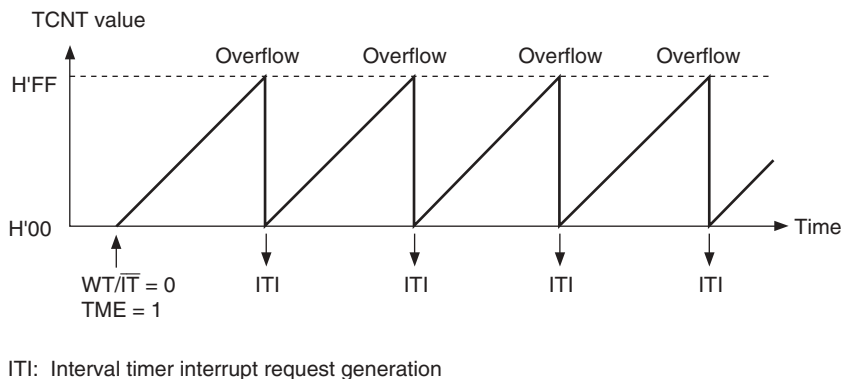 TCNT value
Overflow Overflow Overflow Overflow
H'FF
H'00
Time
WT/IT = 0
TME = 1
ITI ITI ITI ITI
ITI: Interval timer interrupt request generation